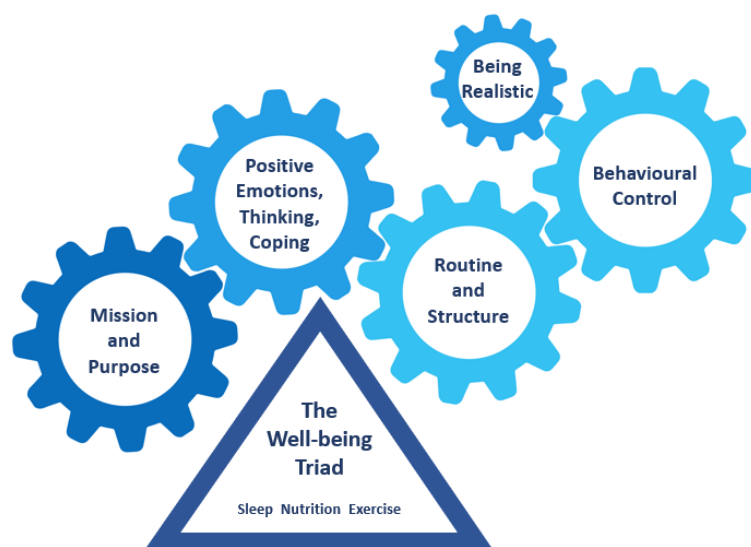 Being
Realistic
Positive
Emotions,
Thinking,
Coping
Behavioural
Control
Routine
and
Structure
Mission
and
Purpose
The
Well-being
Triad
Sleep Nutrition Exercise